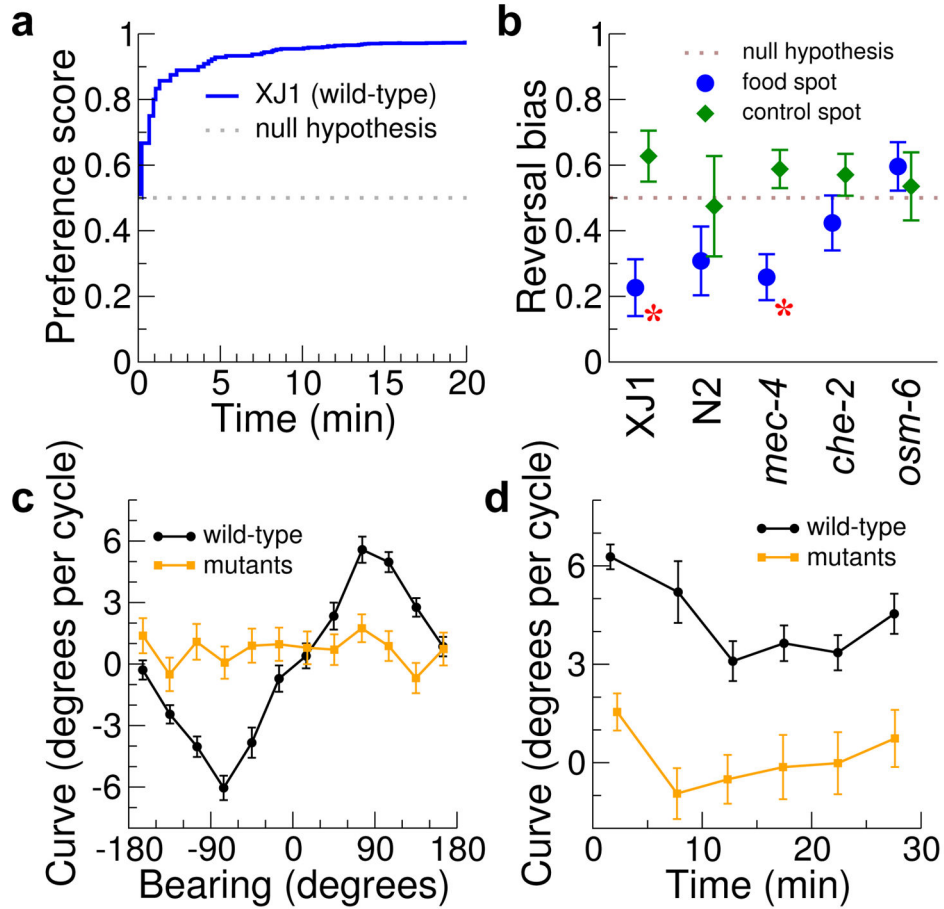 a
Preference score
1
0.8
0.6
0.4
0.2
0
XJ1 (wild-type)
null hypothesis
0 5 10 15 20
Time (min)
b
Reversal bias
1
0.8
0.6
0.4
0.2
0
null hypothesis
food spot
control spot
*
*
XJ1
N2
mec-4
che-2
osm-6
c
Curve (degrees per cycle)
6
3
0
-3
-6
wild-type
mutants
-180 -90 0 90 180
Bearing (degrees)
d
Curve (degrees per cycle)
6
3
0
wild-type
mutants
0 10 20 30
Time (min)